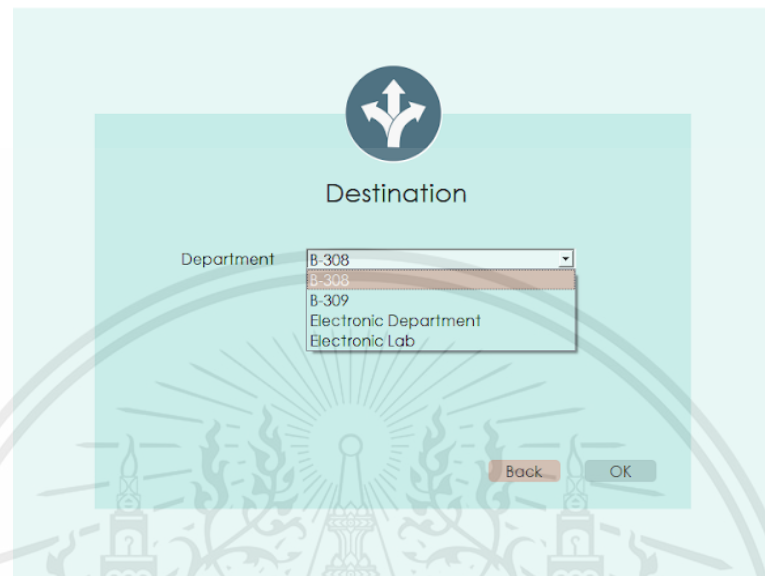 Destination
Department B-308
B-308
B-309
Electronic Department
Electronic Lab
Back OK